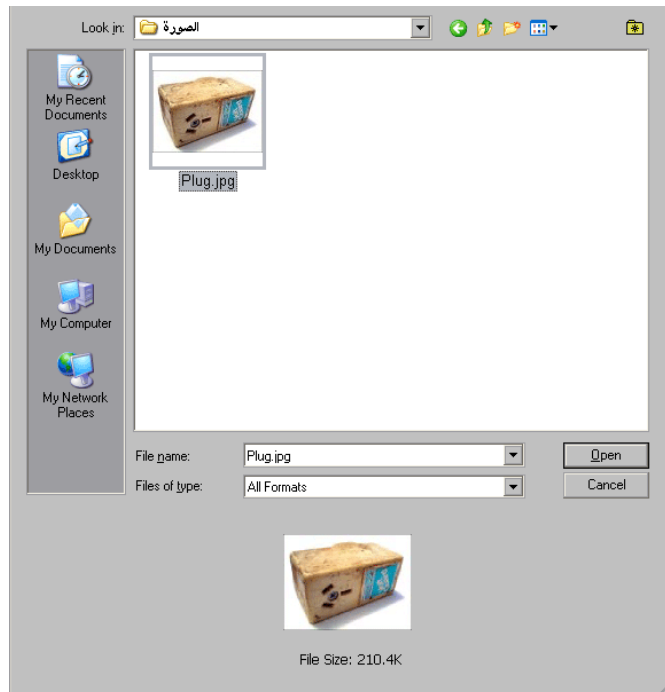 Look in:
الصورة
My Recent
Documents
Desktop
My Documents
My Computer
My Network
Places
Plug.jpg
File name:
Plug.jpg
Open
Files of type:
All Formats
Cancel
File Size: 210.4K